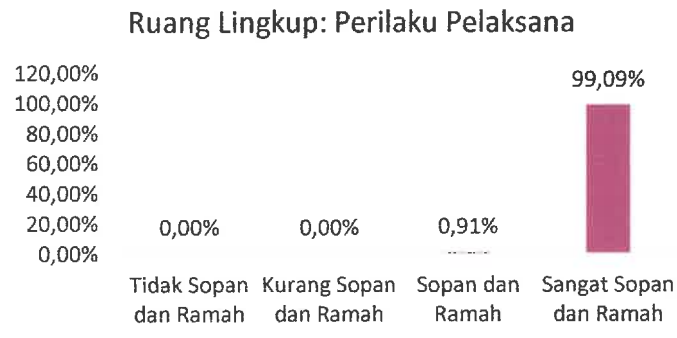 Ruang Lingkup: Perilaku Pelaksana
120,00%
100,00%
80,00%
60,00%
40,00%
20,00%
0,00%
0,00%
0,00%
0,91%
99,09%
Tidak Sopan
dan Ramah
Kurang Sopan
dan Ramah
Sopan dan
Ramah
Sangat Sopan
dan Ramah